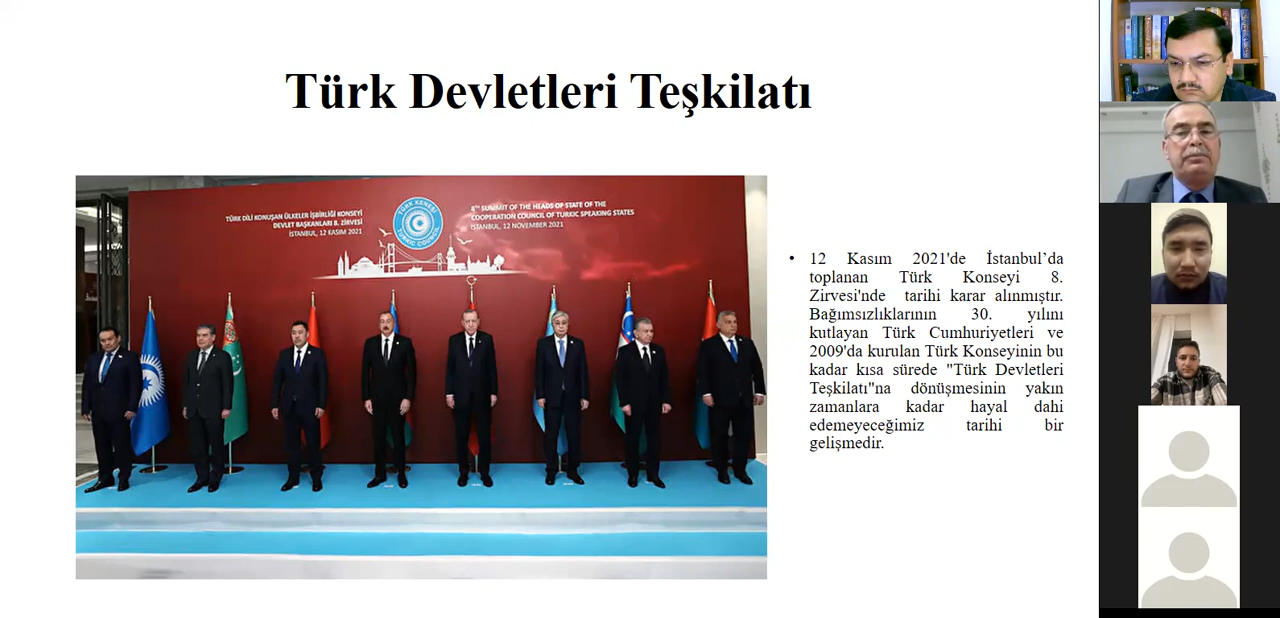 Türk Devletleri Teşkilatı
TÜRK DİLİ KONUŞAN ÜLKELER İŞBİRLİĞİ KONSEYİ
DEVLET BAŞKANLARI 8. ZİRVESİ
İSTANBUL, 12 KASIM 2021
TÜRK KENEŞİ
TURKIC COUNCIL
8TH SUMMIT OF THE HEADS OF STATE OF THE
COOPERATION COUNCIL OF TURKIC SPEAKING STATES
İSTANBUL, 12 NOVEMBER 2021
• 12 Kasım 2021'de İstanbul’da
toplanan Türk Konseyi 8.
Zirvesi'nde tarihi karar alınmıştır.
Bağımsızlıklarının 30. yılını
kutlayan Türk Cumhuriyetleri ve
2009'da kurulan Türk Konseyinin bu
kadar kısa sürede "Türk Devletleri
Teşkilatı"na dönüşmesinin yakın
zamanlara kadar hayal dahi
edemeyeceğimiz tarihi bir
gelişmedir.